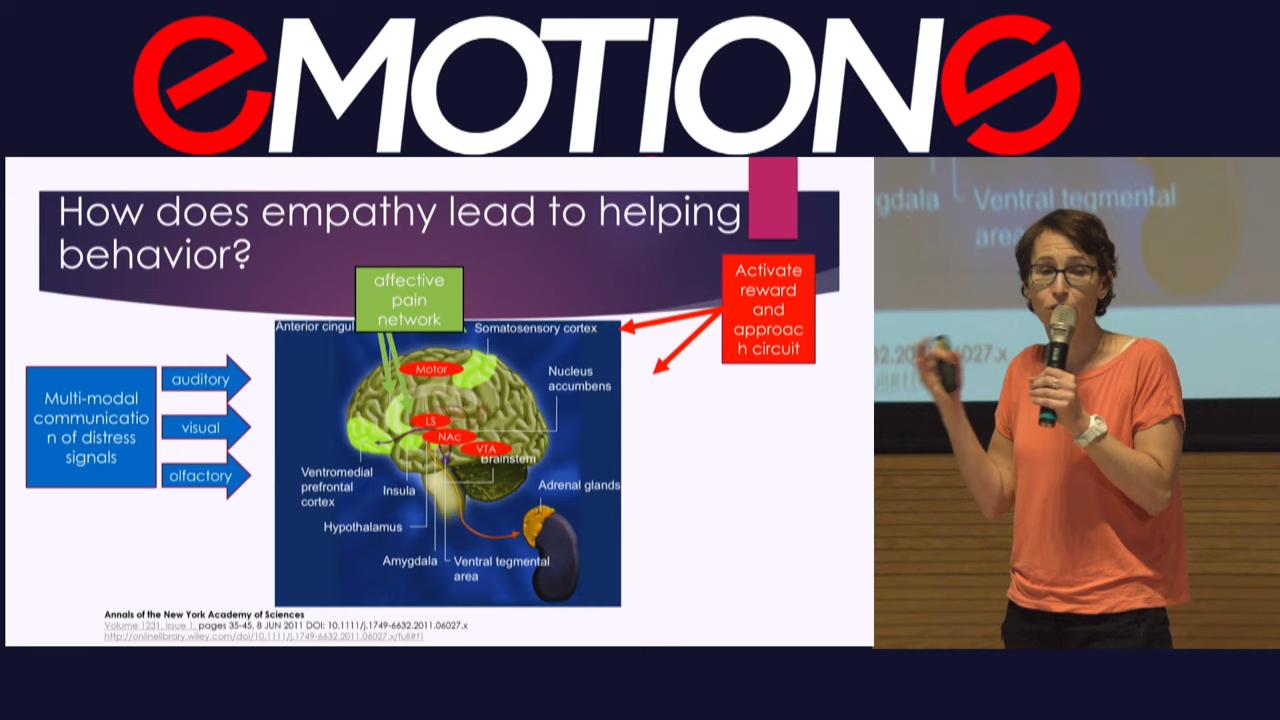 eMOTIONS
How does empathy lead to helping
behavior?
affective
pain
network
Activate
reward
and
approac
h circuit
Multi-modal
communicatio
n of distress
signals
auditory
visual
olfactory
Anterior cingul
Somatosensory cortex
Motor
Nucleus
accumbens
LS
NAc
VTA
Brainstem
Ventromedial
prefrontal
cortex
Insula
Adrenal glands
Hypothalamus
Amygdala
Ventral tegmental
area
Annals of the New York Academy of Sciences
Volume 1231, Issue 1, pages 35-45, 8 JUN 2011 DOI: 10.1111/j.1749-6632.2011.06027.x
http://onlinelibrary.wiley.com/doi/10.1111/j.1749-6632.2011.06027.x/full#f1
gdala
Ventral tegmental
area
06027.x